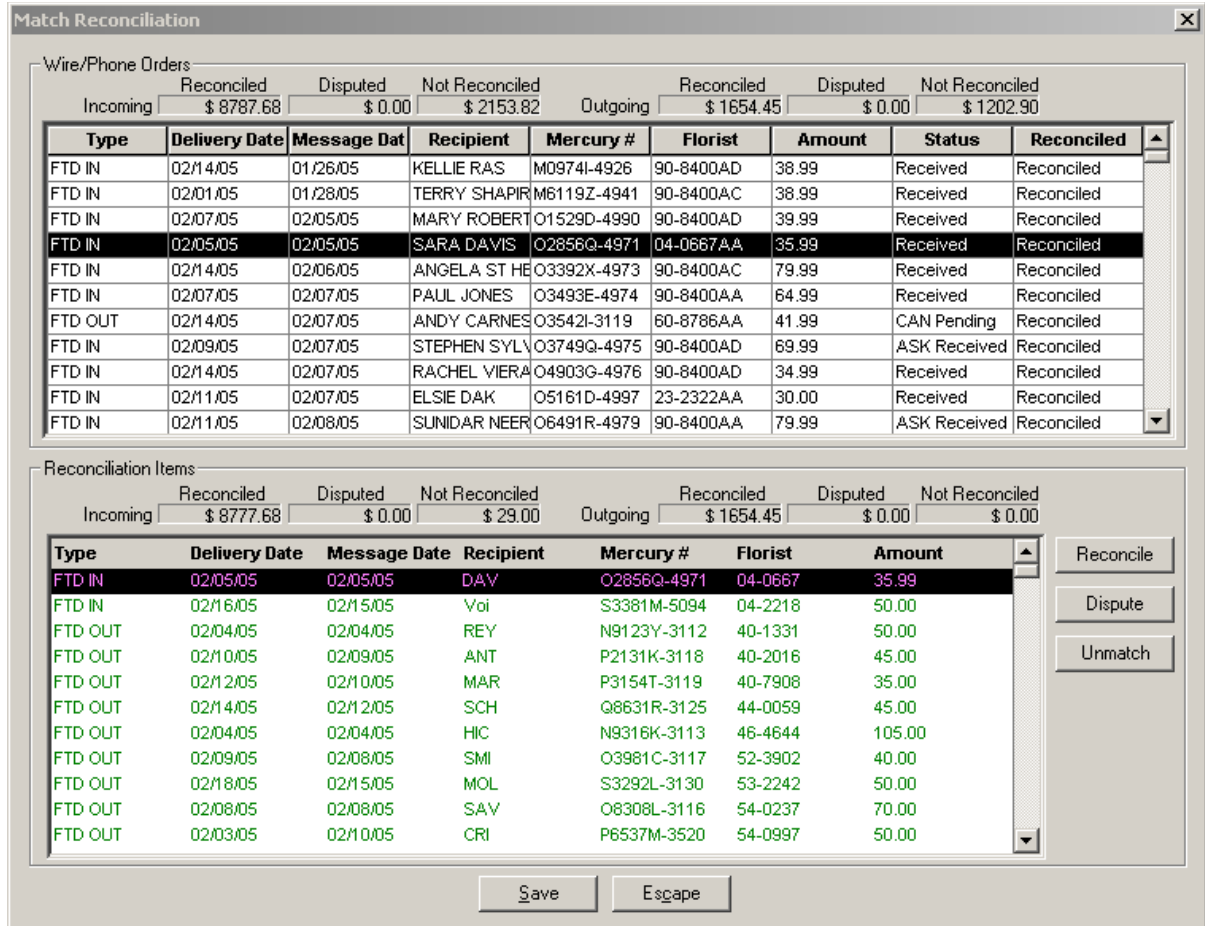 Match Reconciliation
Wire/Phone Orders
Reconciled Disputed Not Reconciled Reconciled Disputed Not Reconciled
Incoming $ 8787.68 $ 0.00 $ 2153.82 Outgoing $ 1654.45 $ 0.00 $ 1202.90
Type Delivery Date Message Dat Recipient Mercury # Florist Amount Status Reconciled
FTD IN 02/14/05 01/26/05 KELLIE RAS M0974I-4926 90-8400AD 38.99 Received Reconciled
FTD IN 02/01/05 01/28/05 TERRY SHAPIR M6119Z-4941 90-8400AC 38.99 Received Reconciled
FTD IN 02/07/05 02/05/05 MARY ROBERT O1529D-4990 90-8400AD 39.99 Received Reconciled
FTD IN 02/05/05 02/05/05 SARA DAVIS O2856Q-4971 04-0667AA 35.99 Received Reconciled
FTD IN 02/14/05 02/06/05 ANGELA ST HE O3392X-4973 90-8400AC 79.99 Received Reconciled
FTD IN 02/07/05 02/07/05 PAUL JONES O3493E-4974 90-8400AA 64.99 Received Reconciled
FTD OUT 02/14/05 02/07/05 ANDY CARNES O3542I-3119 60-8786AA 41.99 CAN Pending Reconciled
FTD IN 02/09/05 02/07/05 STEPHEN SYLV O3749Q-4975 90-8400AD 69.99 ASK Received Reconciled
FTD IN 02/14/05 02/07/05 RACHEL VIERA O4903G-4976 90-8400AD 34.99 Received Reconciled
FTD IN 02/11/05 02/07/05 ELSIE DAK O5161D-4997 23-2322AA 30.00 Received Reconciled
FTD IN 02/11/05 02/08/05 SUNIDAR NEER O6491R-4979 90-8400AA 79.99 ASK Received Reconciled
Reconciliation Items
Reconciled Disputed Not Reconciled Reconciled Disputed Not Reconciled
Incoming $ 8777.68 $ 0.00 $ 29.00 Outgoing $ 1654.45 $ 0.00 $ 0.00
Type Delivery Date Message Date Recipient Mercury # Florist Amount
FTD IN 02/05/05 02/05/05 DAV O2856Q-4971 04-0667 35.99
FTD IN 02/16/05 02/15/05 Voi S3381M-5094 04-2218 50.00
FTD OUT 02/04/05 02/04/05 REY N9123Y-3112 40-1331 50.00
FTD OUT 02/10/05 02/09/05 ANT P2131K-3118 40-2016 45.00
FTD OUT 02/12/05 02/10/05 MAR P3154T-3119 40-7908 35.00
FTD OUT 02/14/05 02/12/05 SCH Q8631R-3125 44-0059 45.00
FTD OUT 02/04/05 02/04/05 HIC N9316K-3113 46-4644 105.00
FTD OUT 02/09/05 02/08/05 SMI O3981C-3117 52-3902 40.00
FTD OUT 02/18/05 02/15/05 MOL S3292L-3130 53-2242 50.00
FTD OUT 02/08/05 02/08/05 SAV O8308L-3116 54-0237 70.00
FTD OUT 02/03/05 02/10/05 CRI P6537M-3520 54-0997 50.00
Reconcile
Dispute
Unmatch
Save Escape